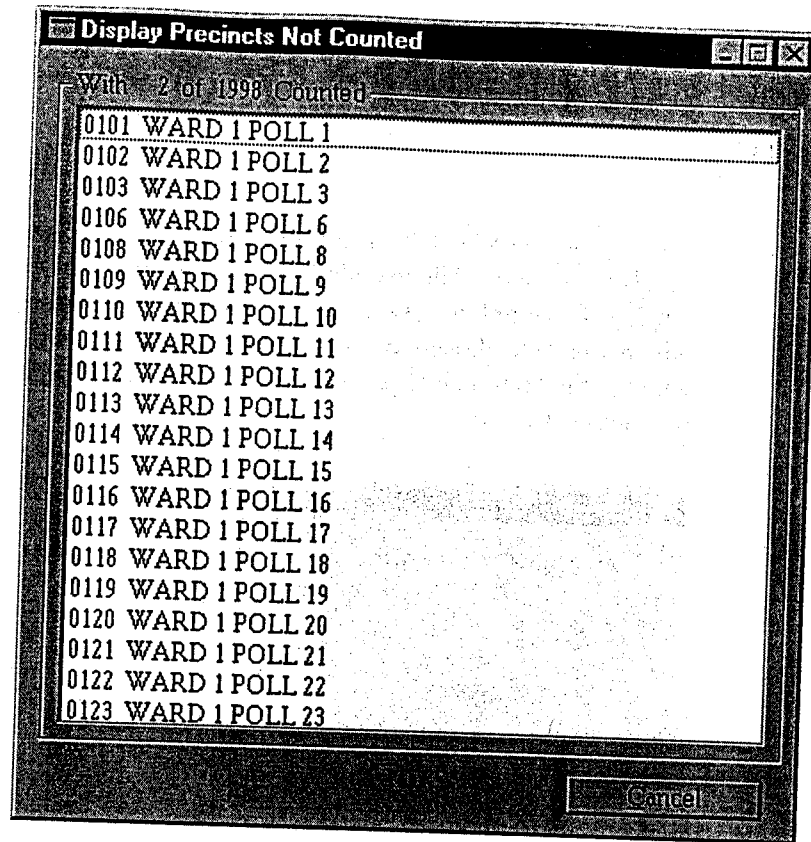 Display Precincts Not Counted
With 2 of 1998 Counted
0101 WARD 1 POLL 1
0102 WARD 1 POLL 2
0103 WARD 1 POLL 3
0106 WARD 1 POLL 6
0108 WARD 1 POLL 8
0109 WARD 1 POLL 9
0110 WARD 1 POLL 10
0111 WARD 1 POLL 11
0112 WARD 1 POLL 12
0113 WARD 1 POLL 13
0114 WARD 1 POLL 14
0115 WARD 1 POLL 15
0116 WARD 1 POLL 16
0117 WARD 1 POLL 17
0118 WARD 1 POLL 18
0119 WARD 1 POLL 19
0120 WARD 1 POLL 20
0121 WARD 1 POLL 21
0122 WARD 1 POLL 22
0123 WARD 1 POLL 23
Cancel